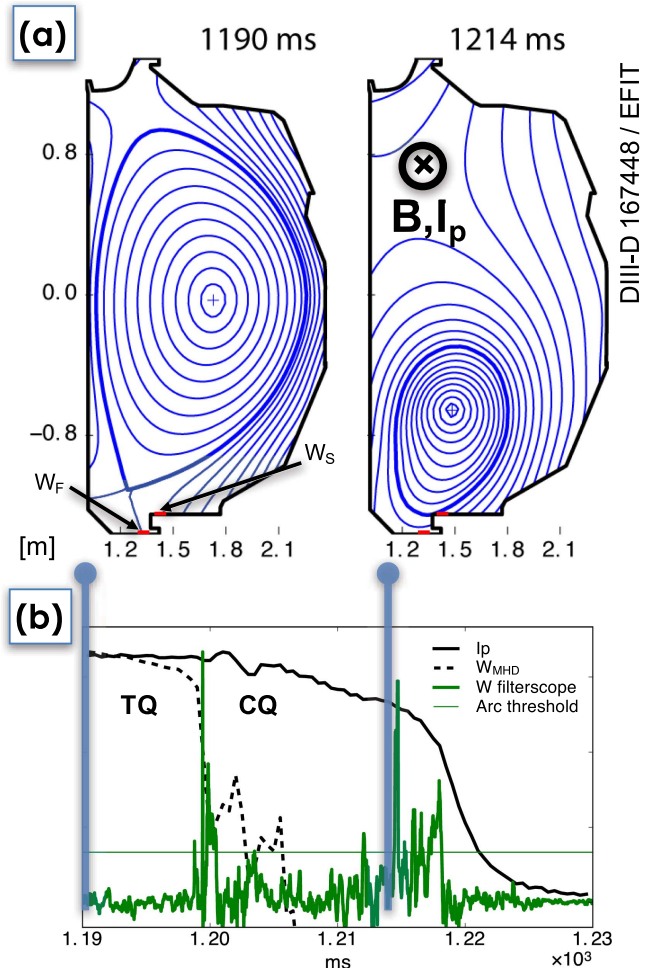 (a)
1190 ms
1214 ms
DIII-D 167448 / EFIT
0.8
0.0
−0.8
B,Ip
WF
WS
[m]
1.2 1.5 1.8 2.1
1.2 1.5 1.8 2.1
(b)
Ip
WMHD
W filterscope
Arc threshold
TQ
CQ
1.19 1.20 1.21 1.22 1.23
ms
×10³